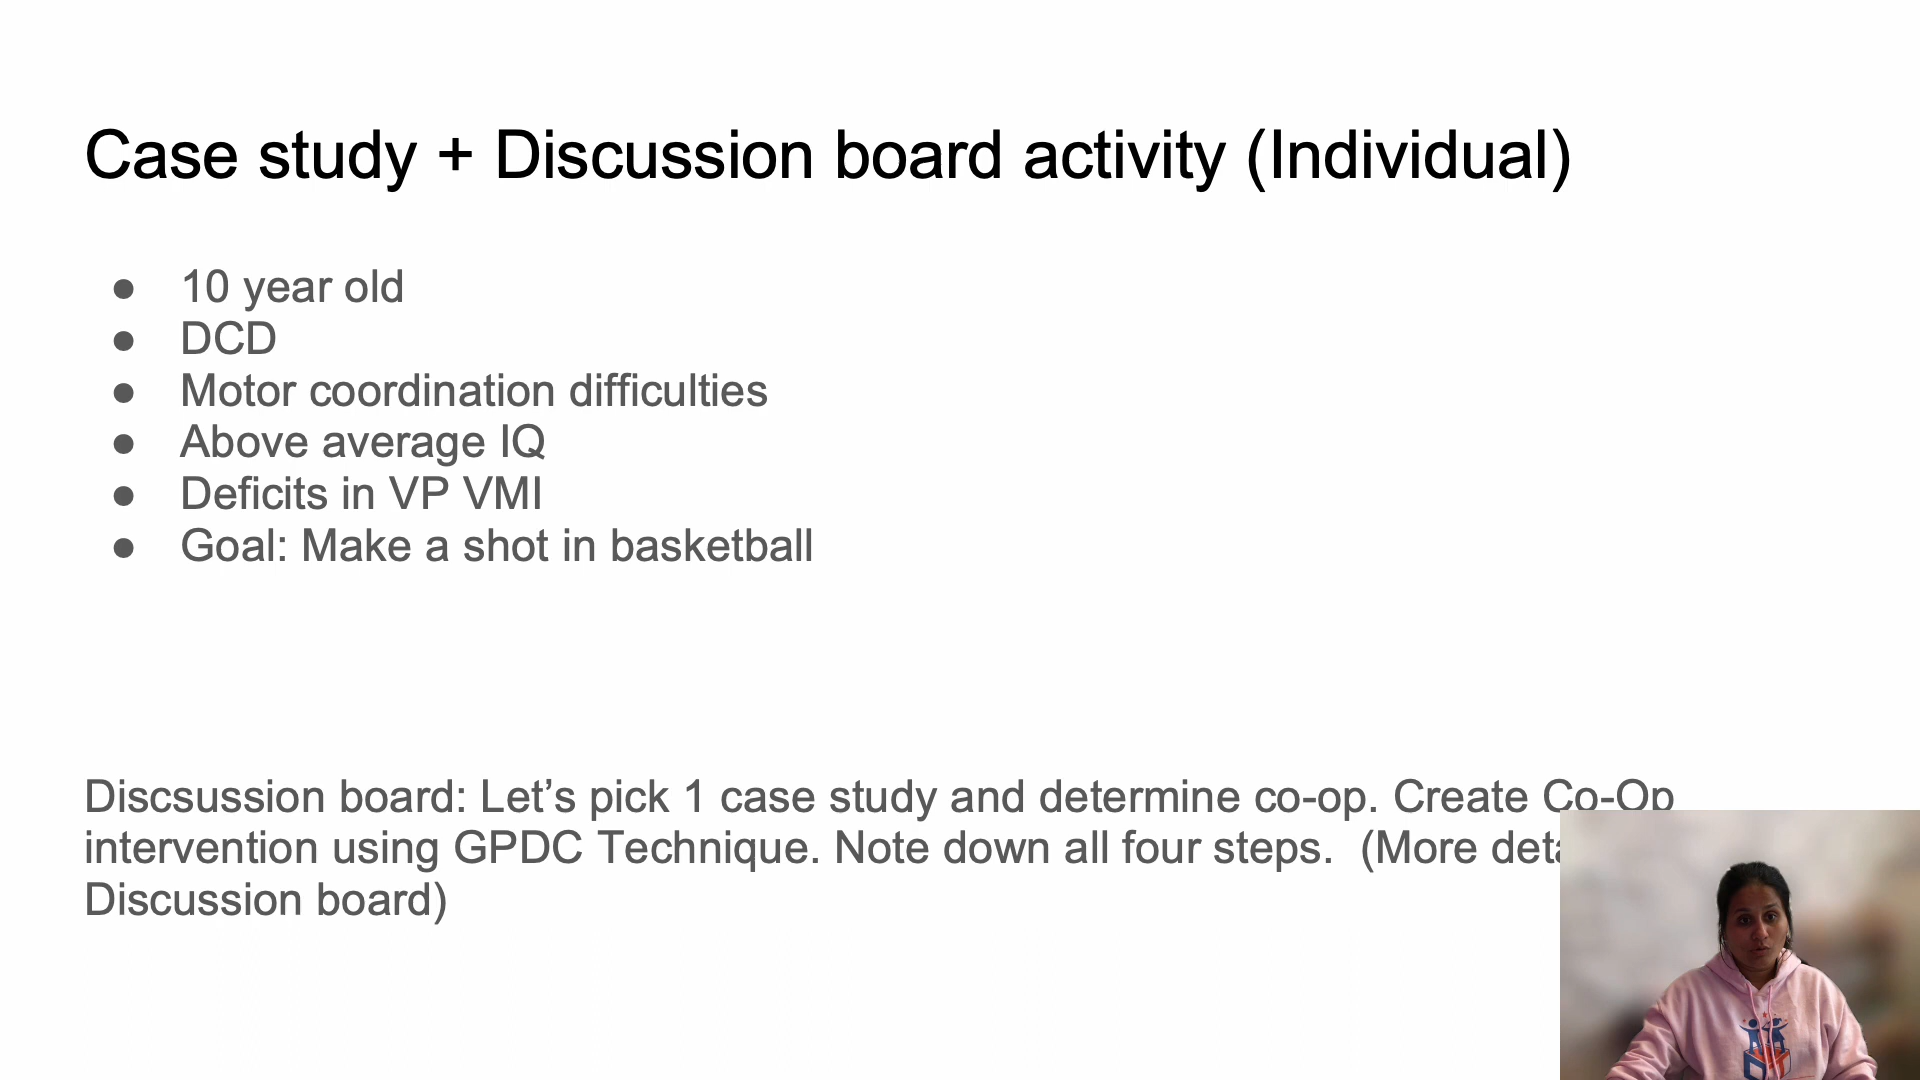 Case study + Discussion board activity (Individual)
● 10 year old
● DCD
● Motor coordination difficulties
● Above average IQ
● Deficits in VP VMI
● Goal: Make a shot in basketball
Discsussion board: Let’s pick 1 case study and determine co-op. Create Co-Op
intervention using GPDC Technique. Note down all four steps.  (More
Discussion board)